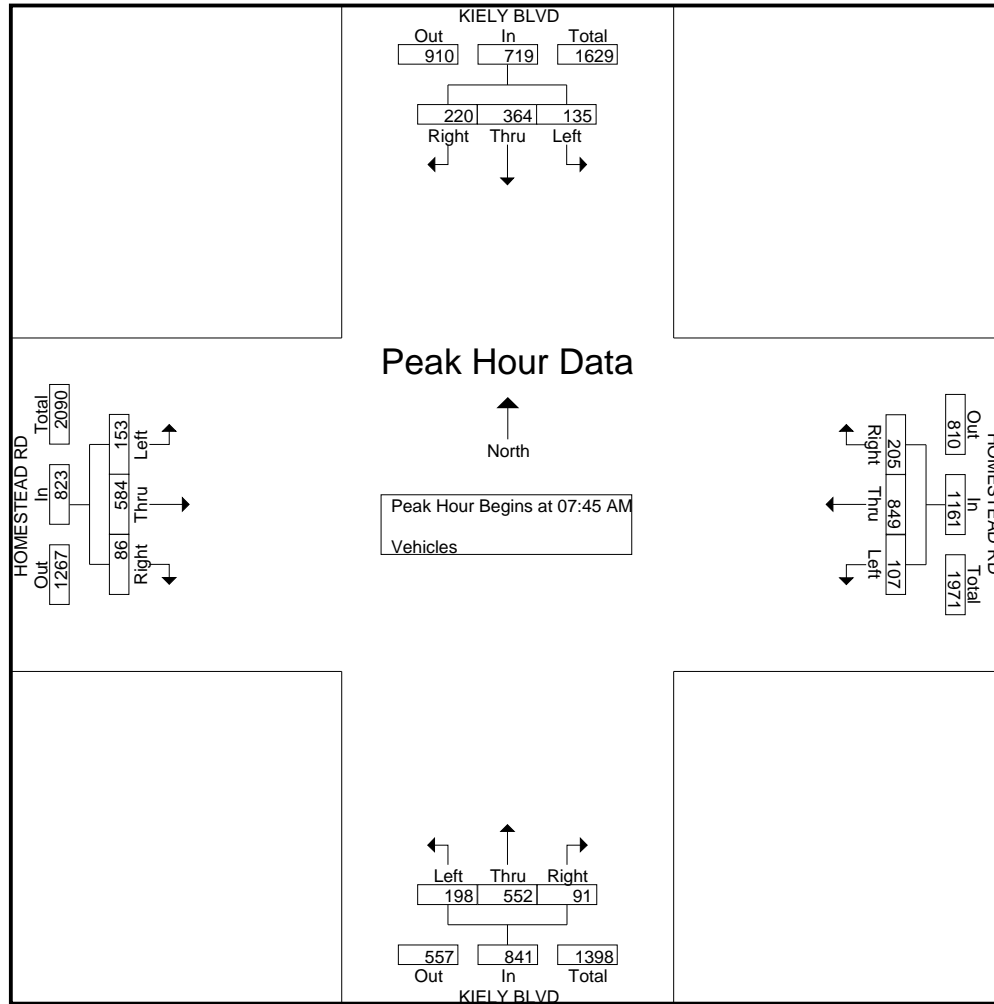 KIELY BLVD
Out In Total
910 719 1629
220 364 135
Right Thru Left
Peak Hour Data
North
Peak Hour Begins at 07:45 AM
Vehicles
HOMESTEAD RD
Out In Total
1267 823 2090
153 584 86
Left Thru Right
HOMESTEAD RD
Out In Total
810 1161 1971
205 849 107
Right Thru Left
Left Thru Right
198 552 91
557 841 1398
Out In Total
KIELY BLVD